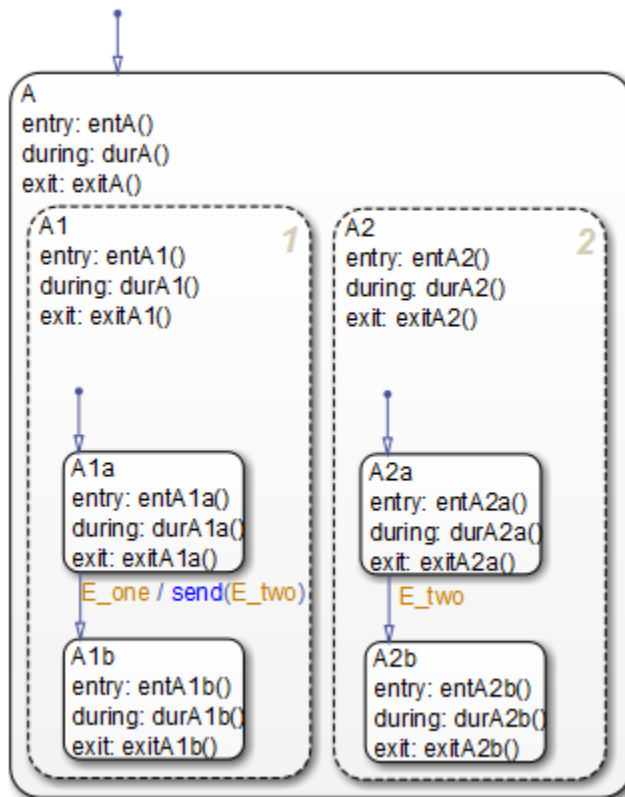 A
entry: entA()
during: durA()
exit: exitA()
A1
1
entry: entA1()
during: durA1()
exit: exitA1()
A2
2
entry: entA2()
during: durA2()
exit: exitA2()
A1a
entry: entA1a()
during: durA1a()
exit: exitA1a()
E_one / send(E_two)
A1b
entry: entA1b()
during: durA1b()
exit: exitA1b()
A2a
entry: entA2a()
during: durA2a()
exit: exitA2a()
E_two
A2b
entry: entA2b()
during: durA2b()
exit: exitA2b()